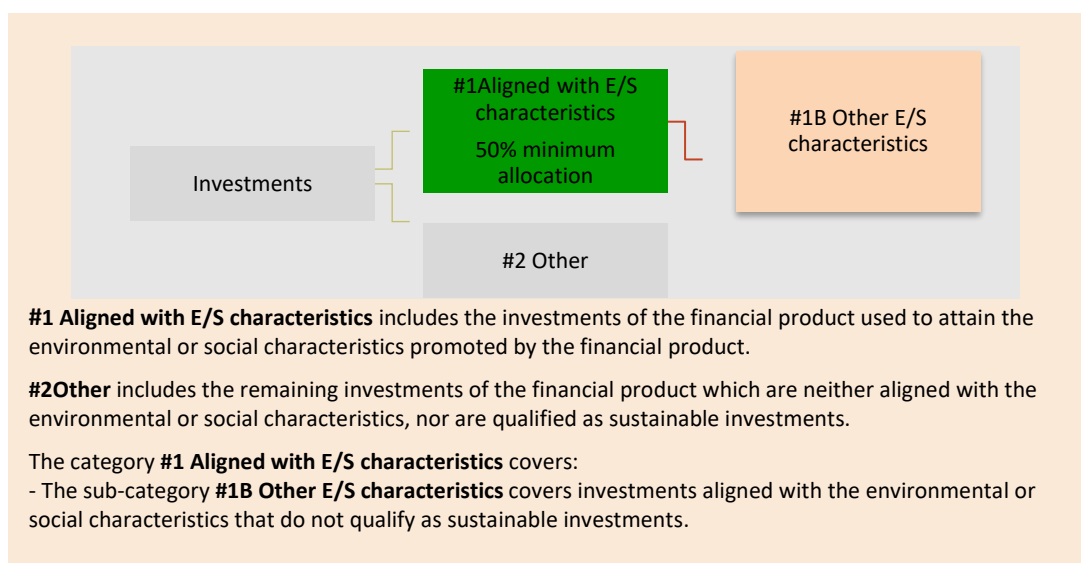 #1Aligned with E/S
characteristics
50% minimum
allocation
#1B Other E/S
characteristics
Investments
#2 Other
#1 Aligned with E/S characteristics includes the investments of the financial product used to attain the
environmental or social characteristics promoted by the financial product.
#2Other includes the remaining investments of the financial product which are neither aligned with the
environmental or social characteristics, nor are qualified as sustainable investments.
The category #1 Aligned with E/S characteristics covers:
- The sub-category #1B Other E/S characteristics covers investments aligned with the environmental or
social characteristics that do not qualify as sustainable investments.